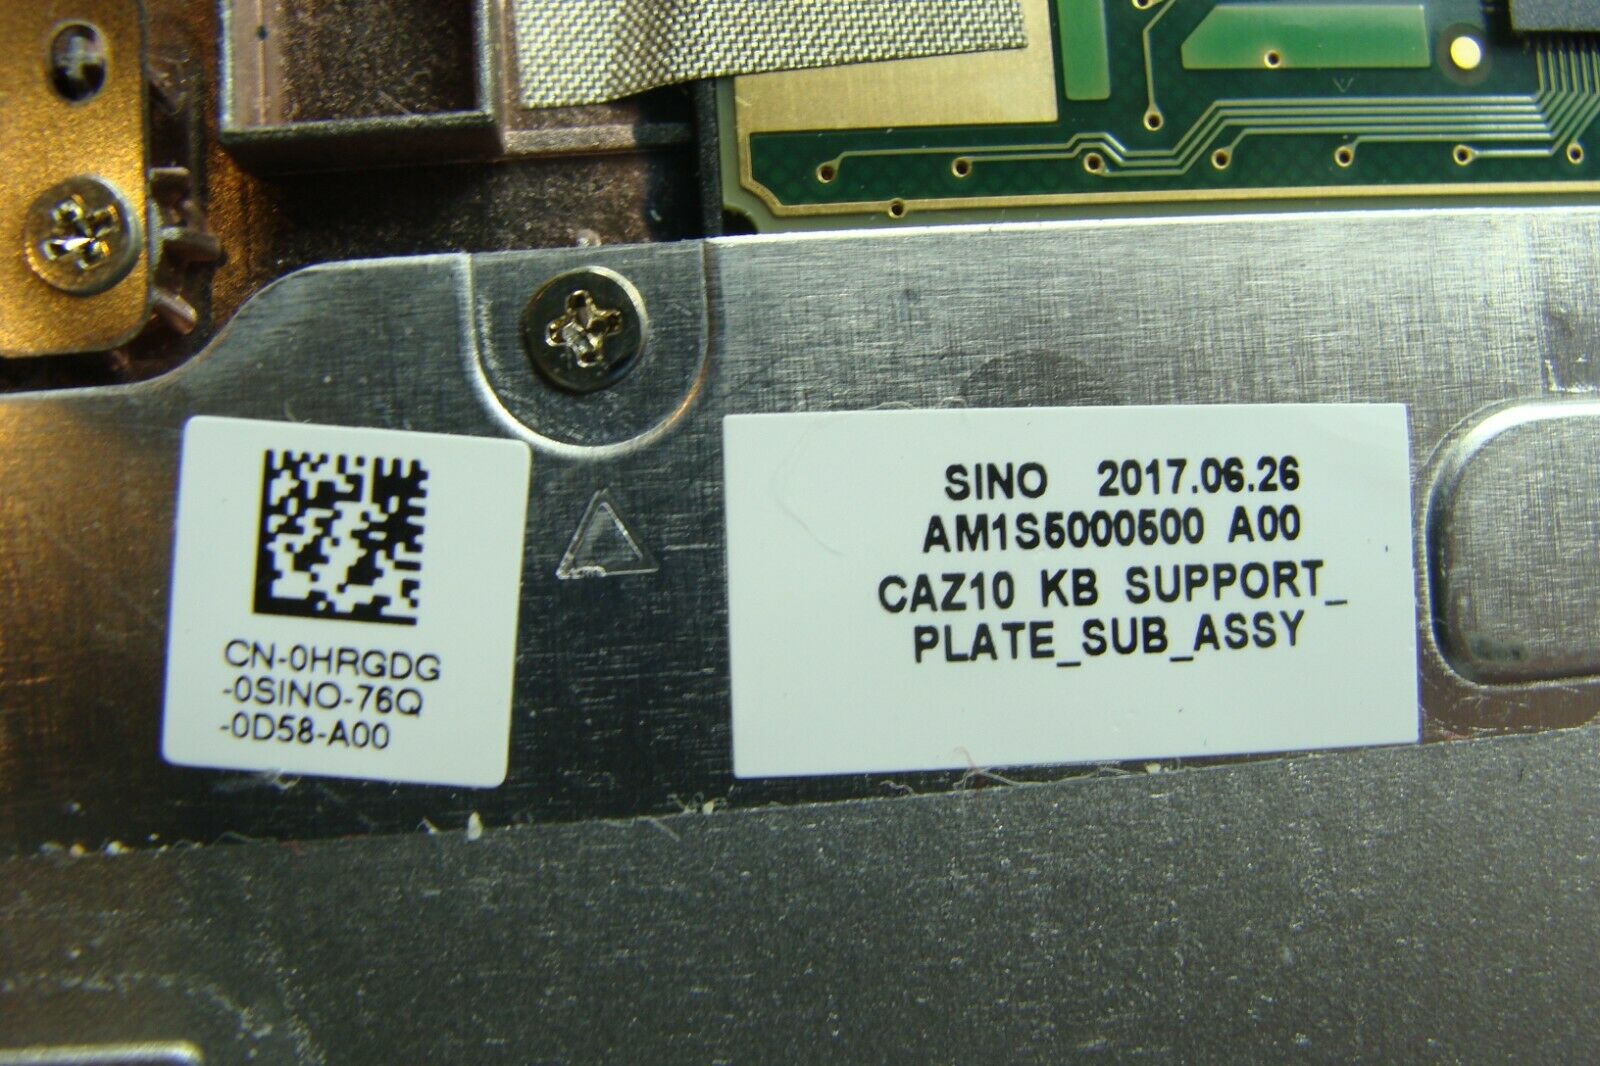 CN-0HRGDG
-0SINO-76Q
-0D58-A00
SINO 2017.06.26
AM1S5000500 A00
CAZ10 KB SUPPORT_
PLATE_SUB_ASSY